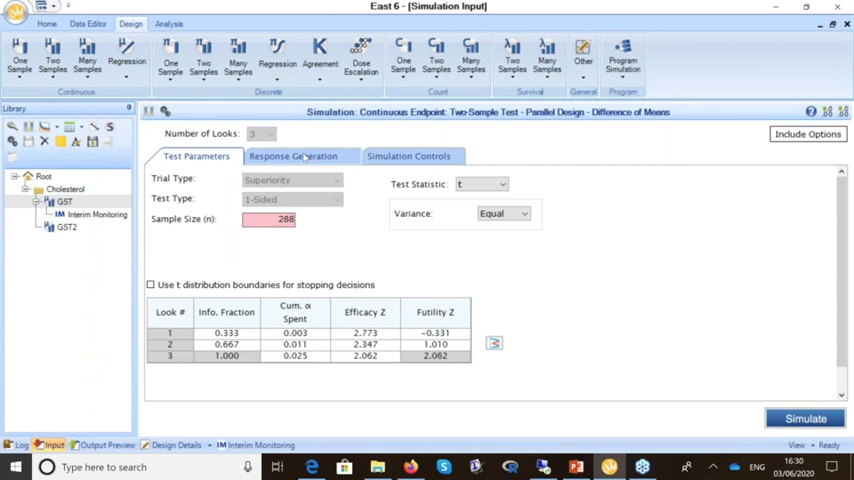 East 6 - [Simulation Input]
Home Data Editor Design Analysis
One Sample Two Samples Many Samples Regression One Sample Two Samples Many Samples Regression Agreement Dose Escalation One Sample Two Samples Many Samples Two Samples Many Samples Other Program Simulation
Continuous Discrete Count Survival General Program
Library
Simulation: Continuous Endpoint: Two-Sample Test - Parallel Design - Difference of Means
Number of Looks: 3
Include Options
Test Parameters Response Generation Simulation Controls
Root
Cholesterol
GST
IM Interim Monitoring
GST2
Trial Type: Superiority
Test Type: 1-Sided
Sample Size (n): 288
Test Statistic: t
Variance: Equal
Use t distribution boundaries for stopping decisions
Look # Info. Fraction Cum. α Spent Efficacy Z Futility Z
1 0.333 0.003 2.773 −0.331
2 0.667 0.011 2.347 1.010
3 1.000 0.025 2.062 2.062
Simulate
Log Input Output Preview Design Details IM Interim Monitoring View Ready
Type here to search
ENG
16:30
03/06/2020